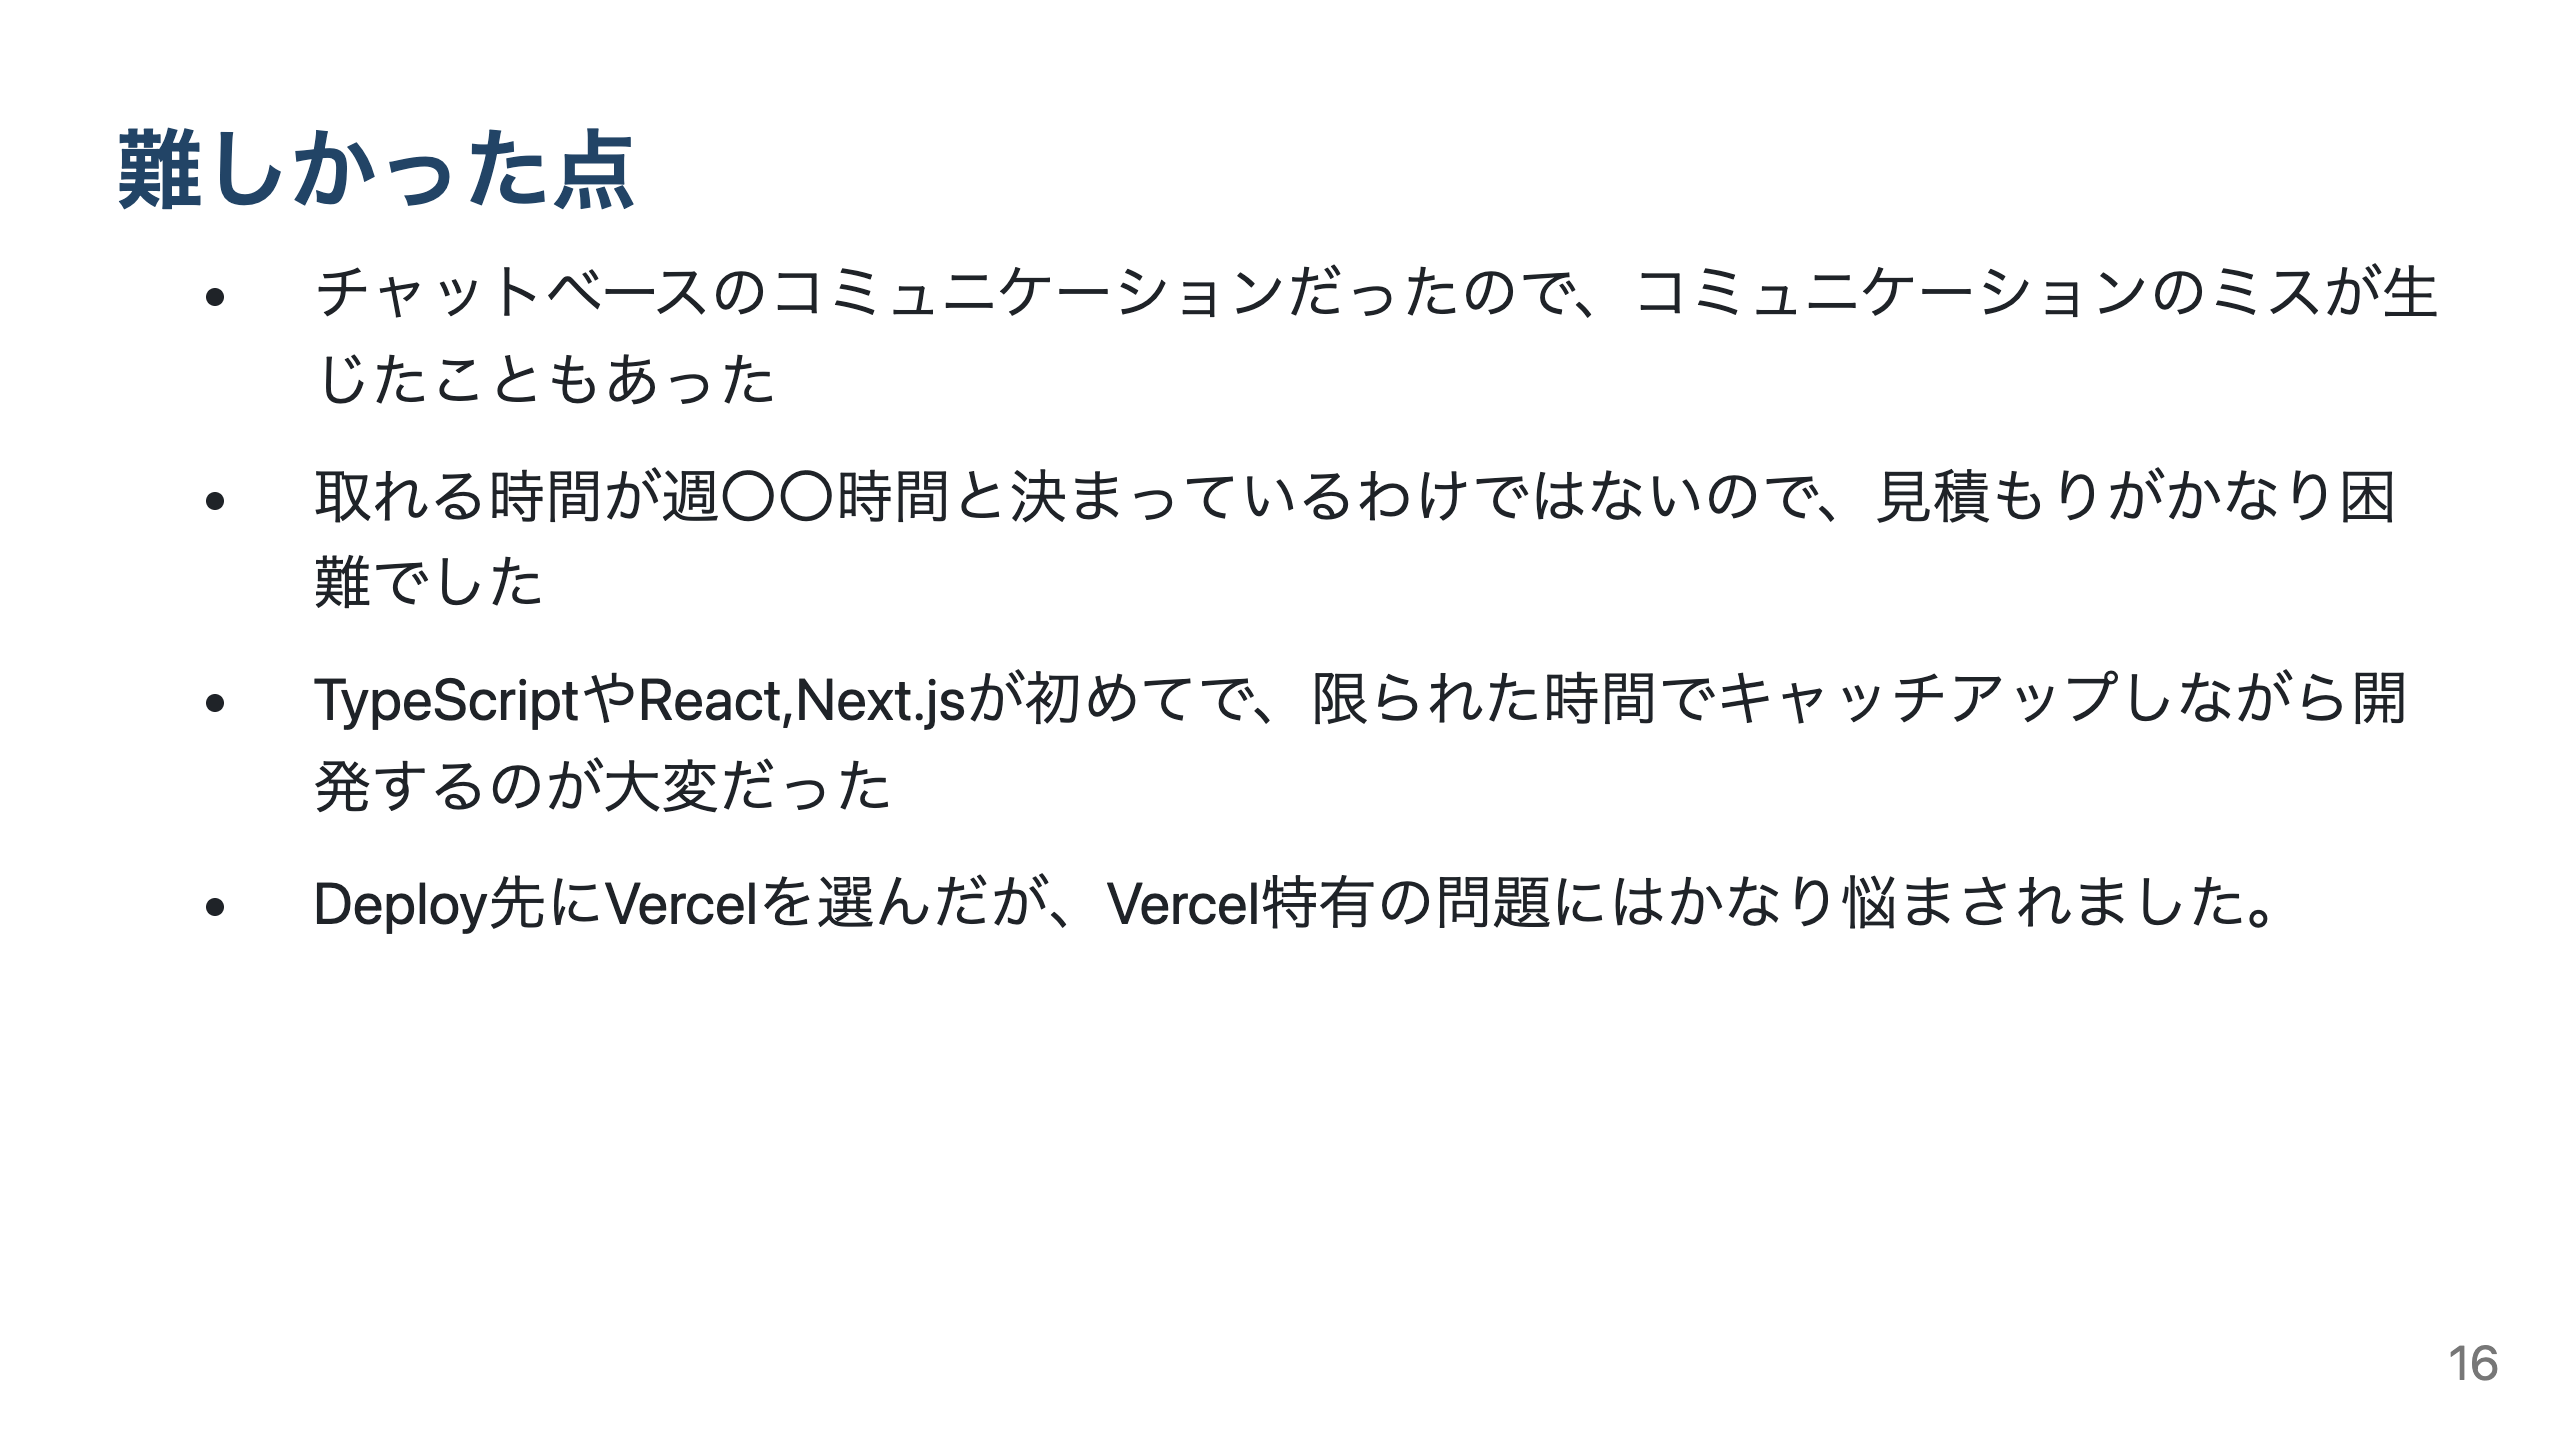 難しかった点
• チャットベースのコミュニケーションだったので、コミュニケーションのミスが生
じたこともあった
• 取れる時間が週〇〇時間と決まっているわけではないので、見積もりがかなり困
難でした
• TypeScriptやReact,Next.jsが初めてで、限られた時間でキャッチアップしながら開
発するのが大変だった
• Deploy先にVercelを選んだが、Vercel特有の問題にはかなり悩まされました。
16